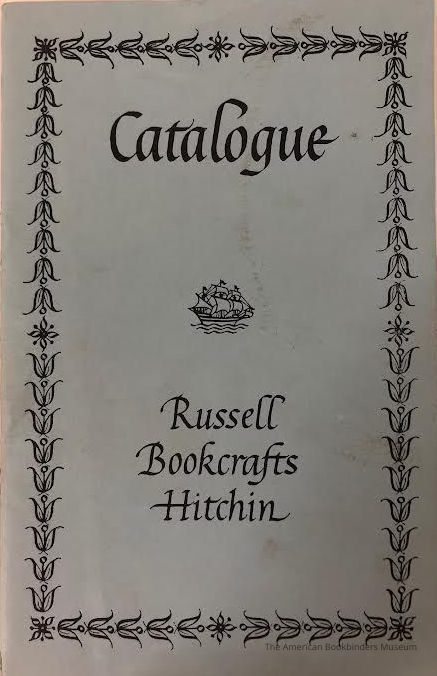 Catalogue
Russell
Bookcrafts
Hitchin
The American Bookbinders Museum